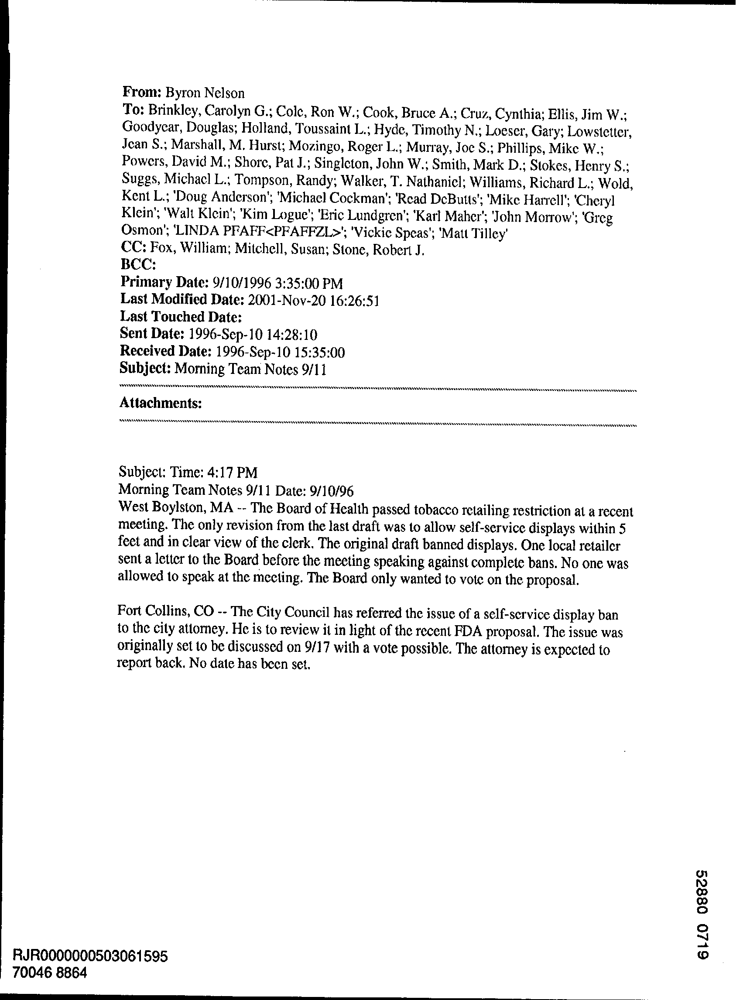 From: Byron Nelson
To: Brinkley, Carolyn G.; Cole, Ron W.; Cook, Bruce A.; Cruz, Cynthia; Ellis, Jim W.;
Goodyear, Douglas; Holland, Toussaint L.; Hyde, Timothy N.; Loeser, Gary; Lowstetter,
Jean S.; Marshall, M. Hurst; Mozingo, Roger L.; Murray, Joe S.; Phillips, Mike W.;
Powers, David M.; Shore, Pat J.; Singleton, John W.; Smith, Mark D.; Stokes, Henry S.;
Suggs, Michael L.; Tompson, Randy; Walker, T. Nathaniel; Williams, Richard L.; Wold,
Kent L.; 'Doug Anderson'; 'Michael Cockman'; 'Read DeButts'; 'Mike Harrell'; 'Cheryl
Klein'; 'Walt Klein'; 'Kim Logue'; 'Eric Lundgren'; 'Karl Maher'; 'John Morrow'; 'Greg
Osmon'; 'LINDA PFAFF<PFAFFZL>'; 'Vickie Speas'; 'Matt Tilley'
CC: Fox, William; Mitchell, Susan; Stone, Robert J.
BCC:
Primary Date: 9/10/1996 3:35:00 PM
Last Modified Date: 2001-Nov-20 16:26:51
Last Touched Date:
Sent Date: 1996-Sep-10 14:28:10
Received Date: 1996-Sep-10 15:35:00
Subject: Morning Team Notes 9/11
Attachments:
Subject: Time: 4:17 PM
Morning Team Notes 9/11 Date: 9/10/96
West Boylston, MA -- The Board of Health passed tobacco retailing restriction at a recent
meeting. The only revision from the last draft was to allow self-service displays within 5
feet and in clear view of the clerk. The original draft banned displays. One local retailer
sent a letter to the Board before the meeting speaking against complete bans. No one was
allowed to speak at the meeting. The Board only wanted to vote on the proposal.
Fort Collins, CO -- The City Council has referred the issue of a self-service display ban
to the city attorney. He is to review it in light of the recent FDA proposal. The issue was
originally set to be discussed on 9/17 with a vote possible. The attorney is expected to
report back. No date has been set.
52880 0719
RJR0000000503061595
70046 8864